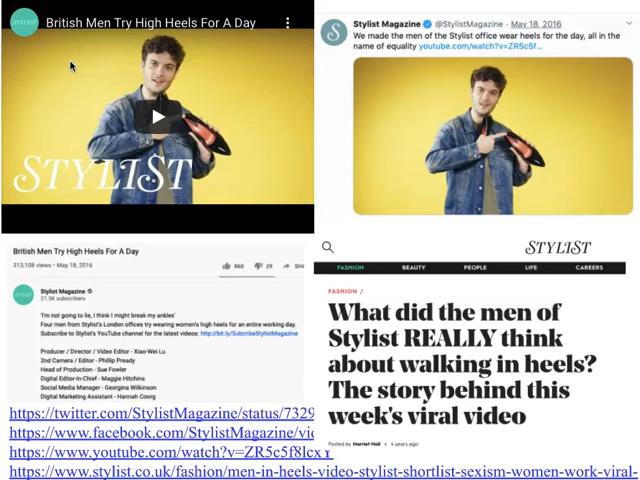 STYLIST
British Men Try High Heels For A Day
STYLIST
Stylist Magazine @StylistMagazine · May 18, 2016
We made the men of the Stylist office wear heels for the day, all in the
name of equality youtube.com/watch?v=ZR5c5f...
British Men Try High Heels For A Day
313,108 views • May 18, 2016
860 29 SHA
Stylist Magazine
21.5K subscribers
'I'm not going to lie, I think I might break my ankles'
Four men from Stylist's London offices try wearing women's high heels for an entire working day.
Subscribe to Stylist's YouTube channel for the latest videos: http://bit.ly/SubcribeStylistMagazine
Producer / Director / Video Editor - Xiao-Wei Lu
2nd Camera / Editor - Phillip Pready
Head of Production - Sue Fowler
Digital Editor-In-Chief - Maggie Hitchins
Social Media Manager - Georgina Wilkinson
Digital Marketing Assistant - Hannah Coorg
STYLIST
FASHION BEAUTY PEOPLE LIFE CAREERS
FASHION /
What did the men of
Stylist REALLY think
about walking in heels?
The story behind this
week's viral video
Posted by Harriet Hall • 4 years ago
https://twitter.com/StylistMagazine/status/7329
https://www.facebook.com/StylistMagazine/vid
https://www.youtube.com/watch?v=ZR5c5f8lcxY
https://www.stylist.co.uk/fashion/men-in-heels-video-stylist-shortlist-sexism-women-work-viral-